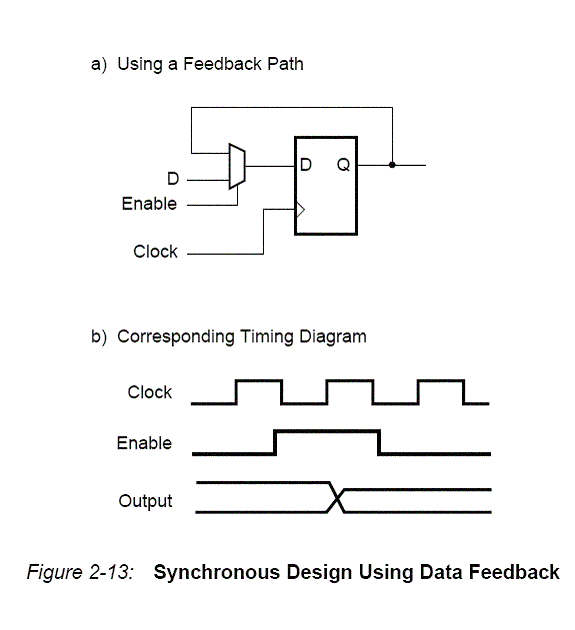 a) Using a Feedback Path
D Q
D
Enable
Clock
b) Corresponding Timing Diagram
Clock
Enable
Output
Figure 2-13: Synchronous Design Using Data Feedback